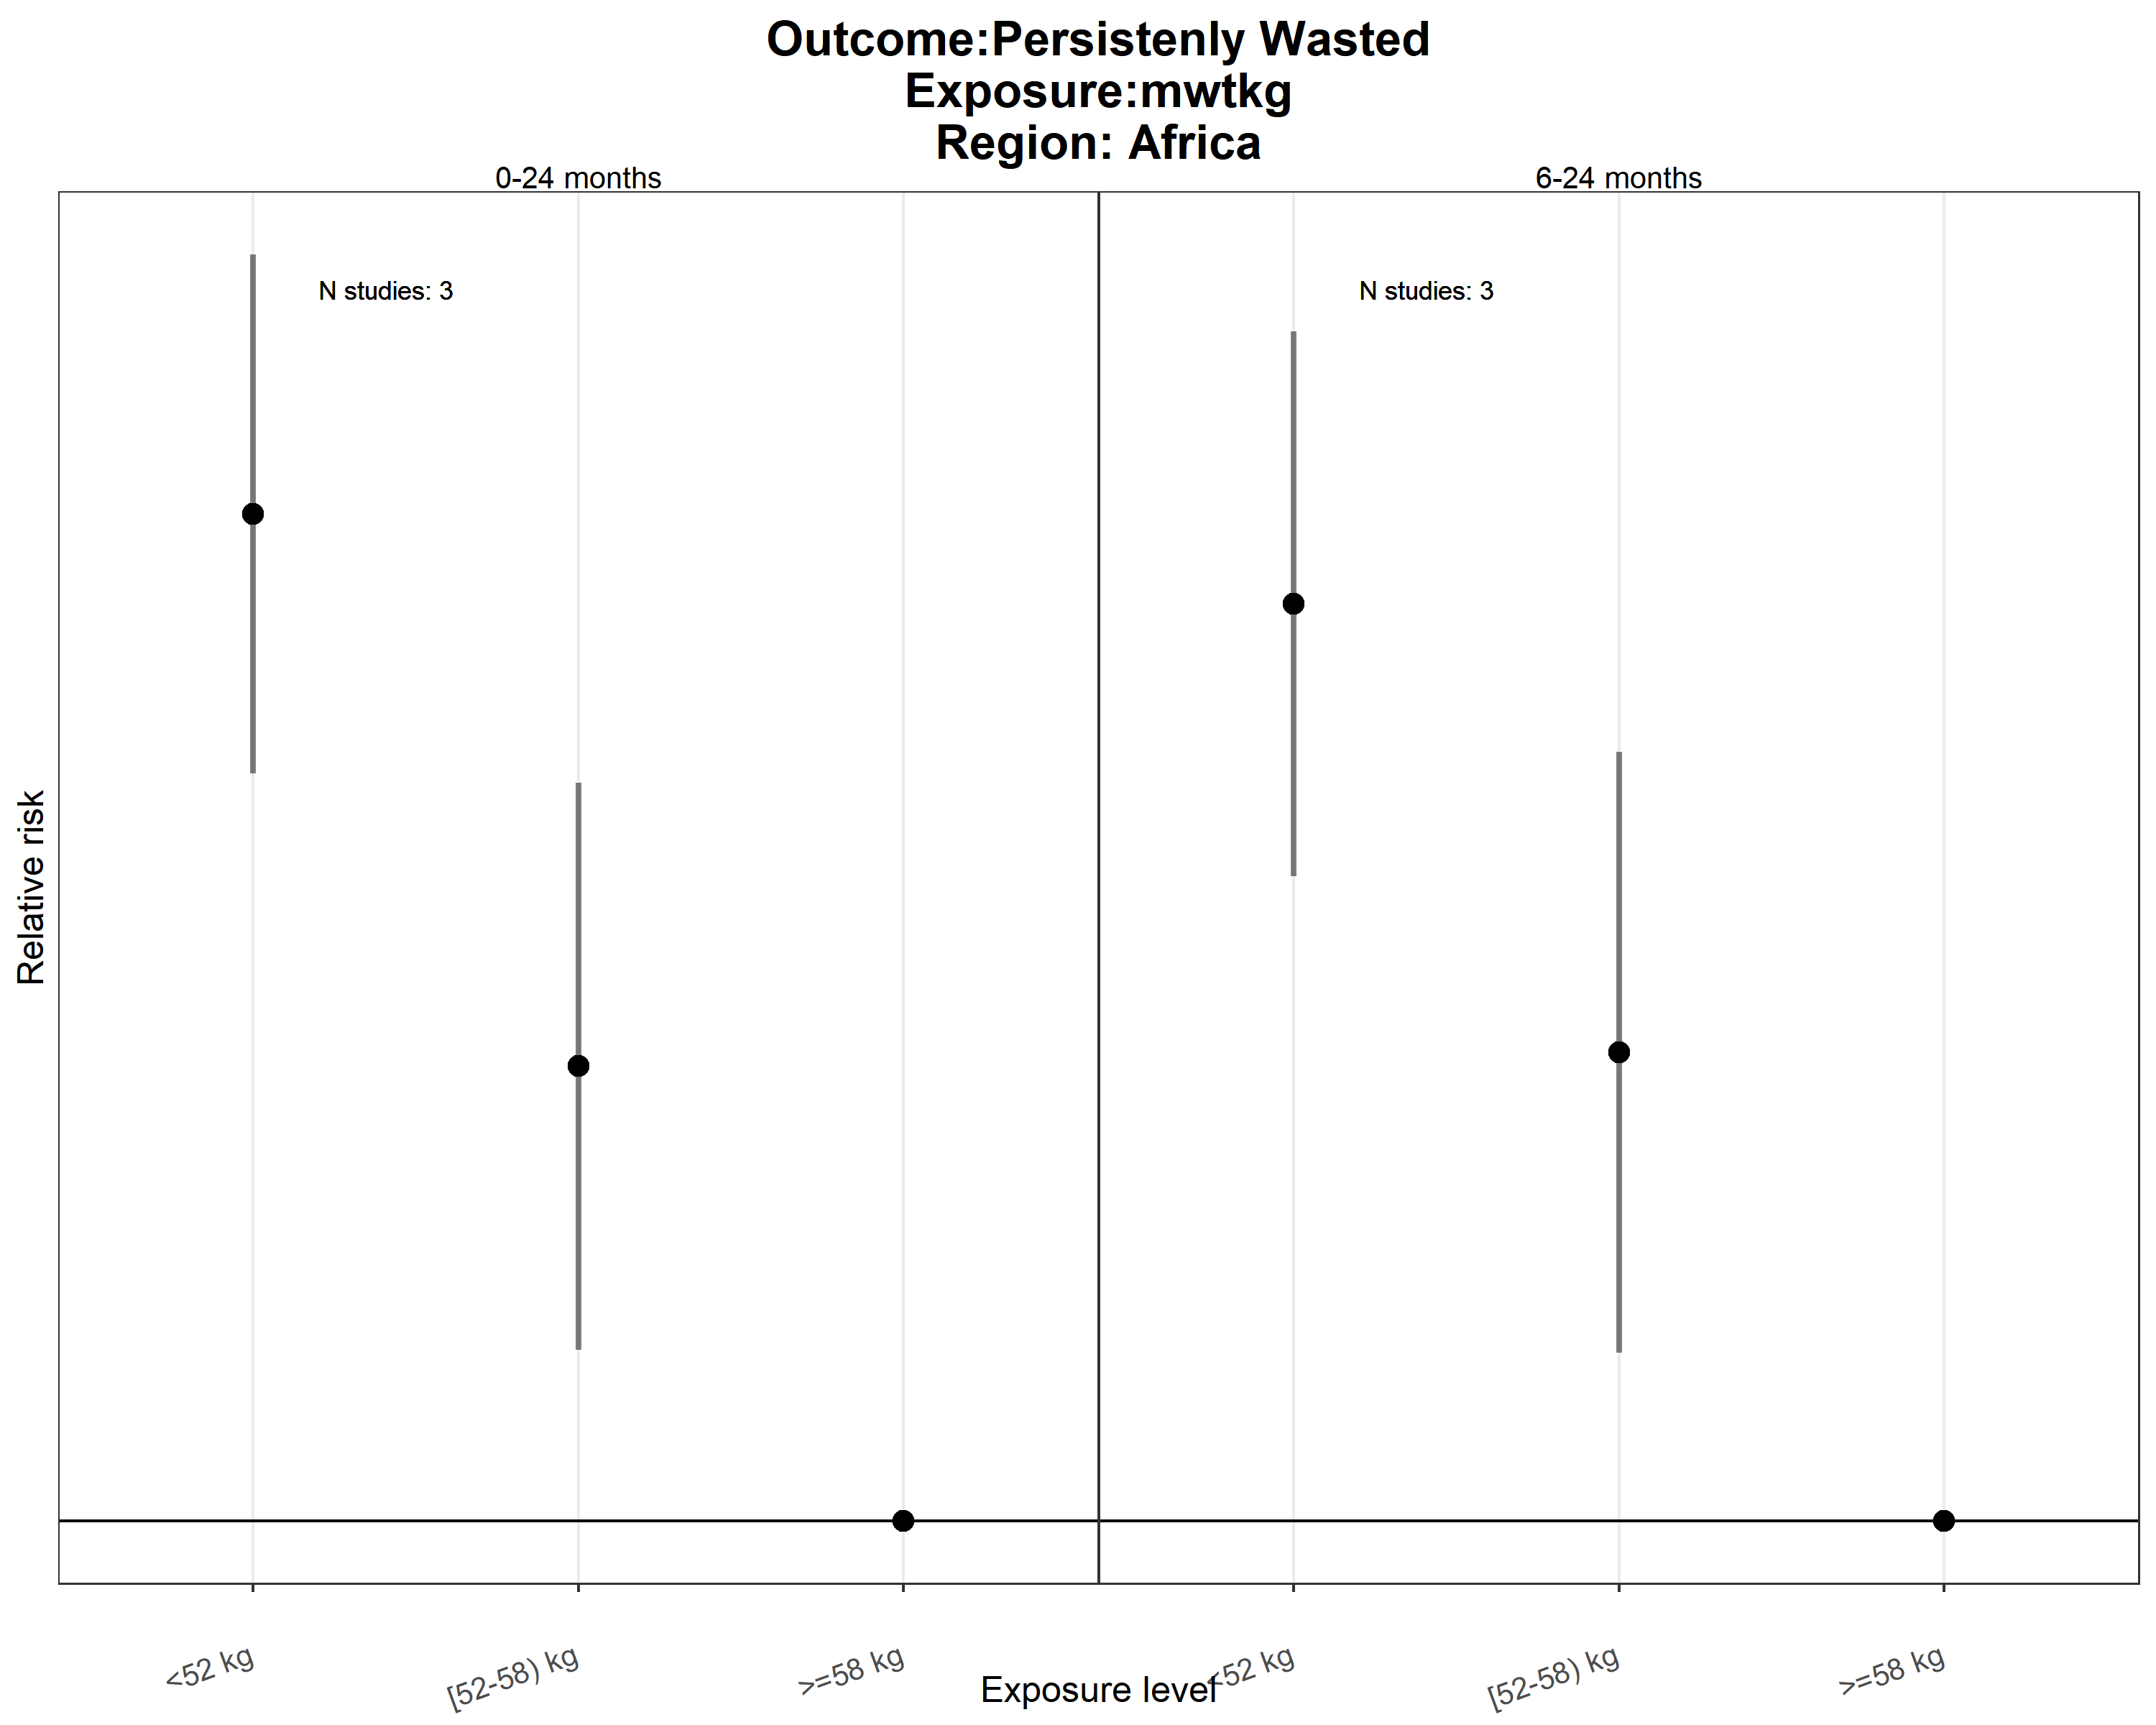 Outcome:Persistenly Wasted
Exposure:mwtkg
Region: Africa
0-24 months
6-24 months
N studies: 3
N studies: 3
Relative risk
<52 kg
[52-58) kg
>=58 kg
<52 kg
[52-58) kg
>=58 kg
Exposure level